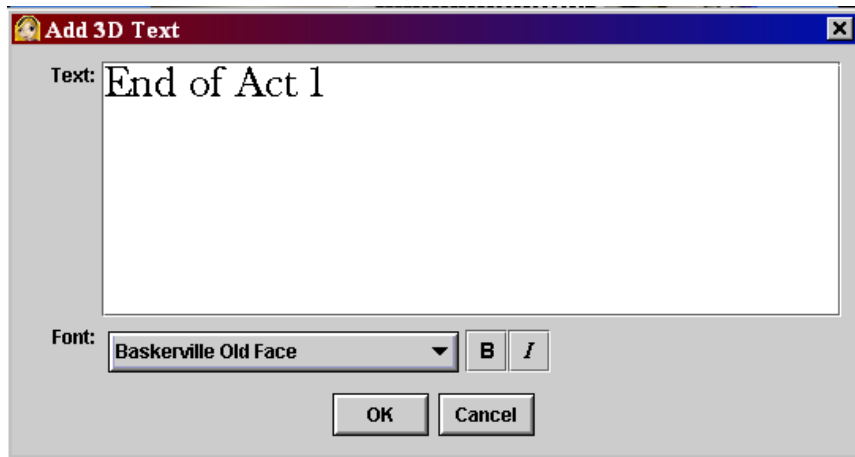 Add 3D Text
Text:
End of Act 1
Font:
Baskerville Old Face
B I
OK Cancel